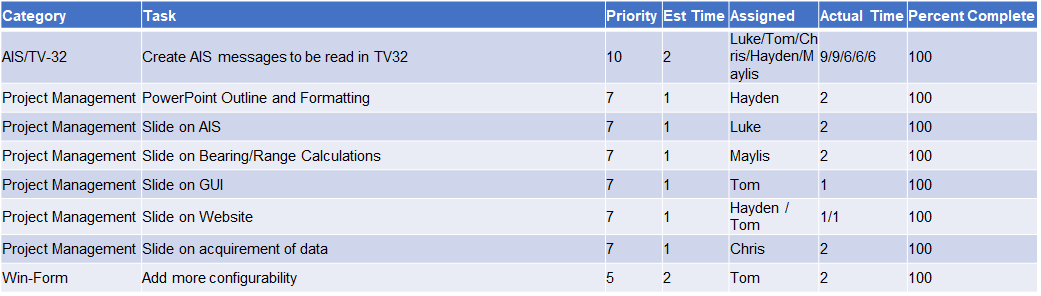 Category Task Priority Est Time Assigned Actual Time Percent Complete
AIS/TV-32 Create AIS messages to be read in TV32 10 2 Luke/Tom/Ch
ris/Hayden/M
aylis 9/9/6/6/6 100
Project Management PowerPoint Outline and Formatting 7 1 Hayden 2 100
Project Management Slide on AIS 7 1 Luke 2 100
Project Management Slide on Bearing/Range Calculations 7 1 Maylis 2 100
Project Management Slide on GUI 7 1 Tom 1 100
Project Management Slide on Website 7 1 Hayden /
Tom 1/1 100
Project Management Slide on acquirement of data 7 1 Chris 2 100
Win-Form Add more configurability 5 2 Tom 2 100